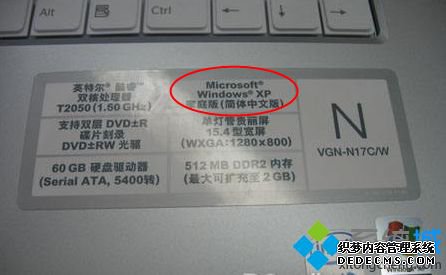 Alt
Alt
Ctrl
英特尔® 酷睿™
双核处理器
T2050 (1.50 GHz)
Microsoft®
Windows® XP
家庭版 (简体中文版)
支持双层 DVD±R
碟片刻录
DVD±RW 光驱
单灯管贵丽屏
15.4 型宽屏
(WXGA:1280×800)
60 GB 硬盘驱动器
(Serial ATA, 5400转)
512 MB DDR2 内存
(最大可扩充至 2 GB)
N
VGN-N17C/W
织梦内容管理系统
DEDECMS.COM